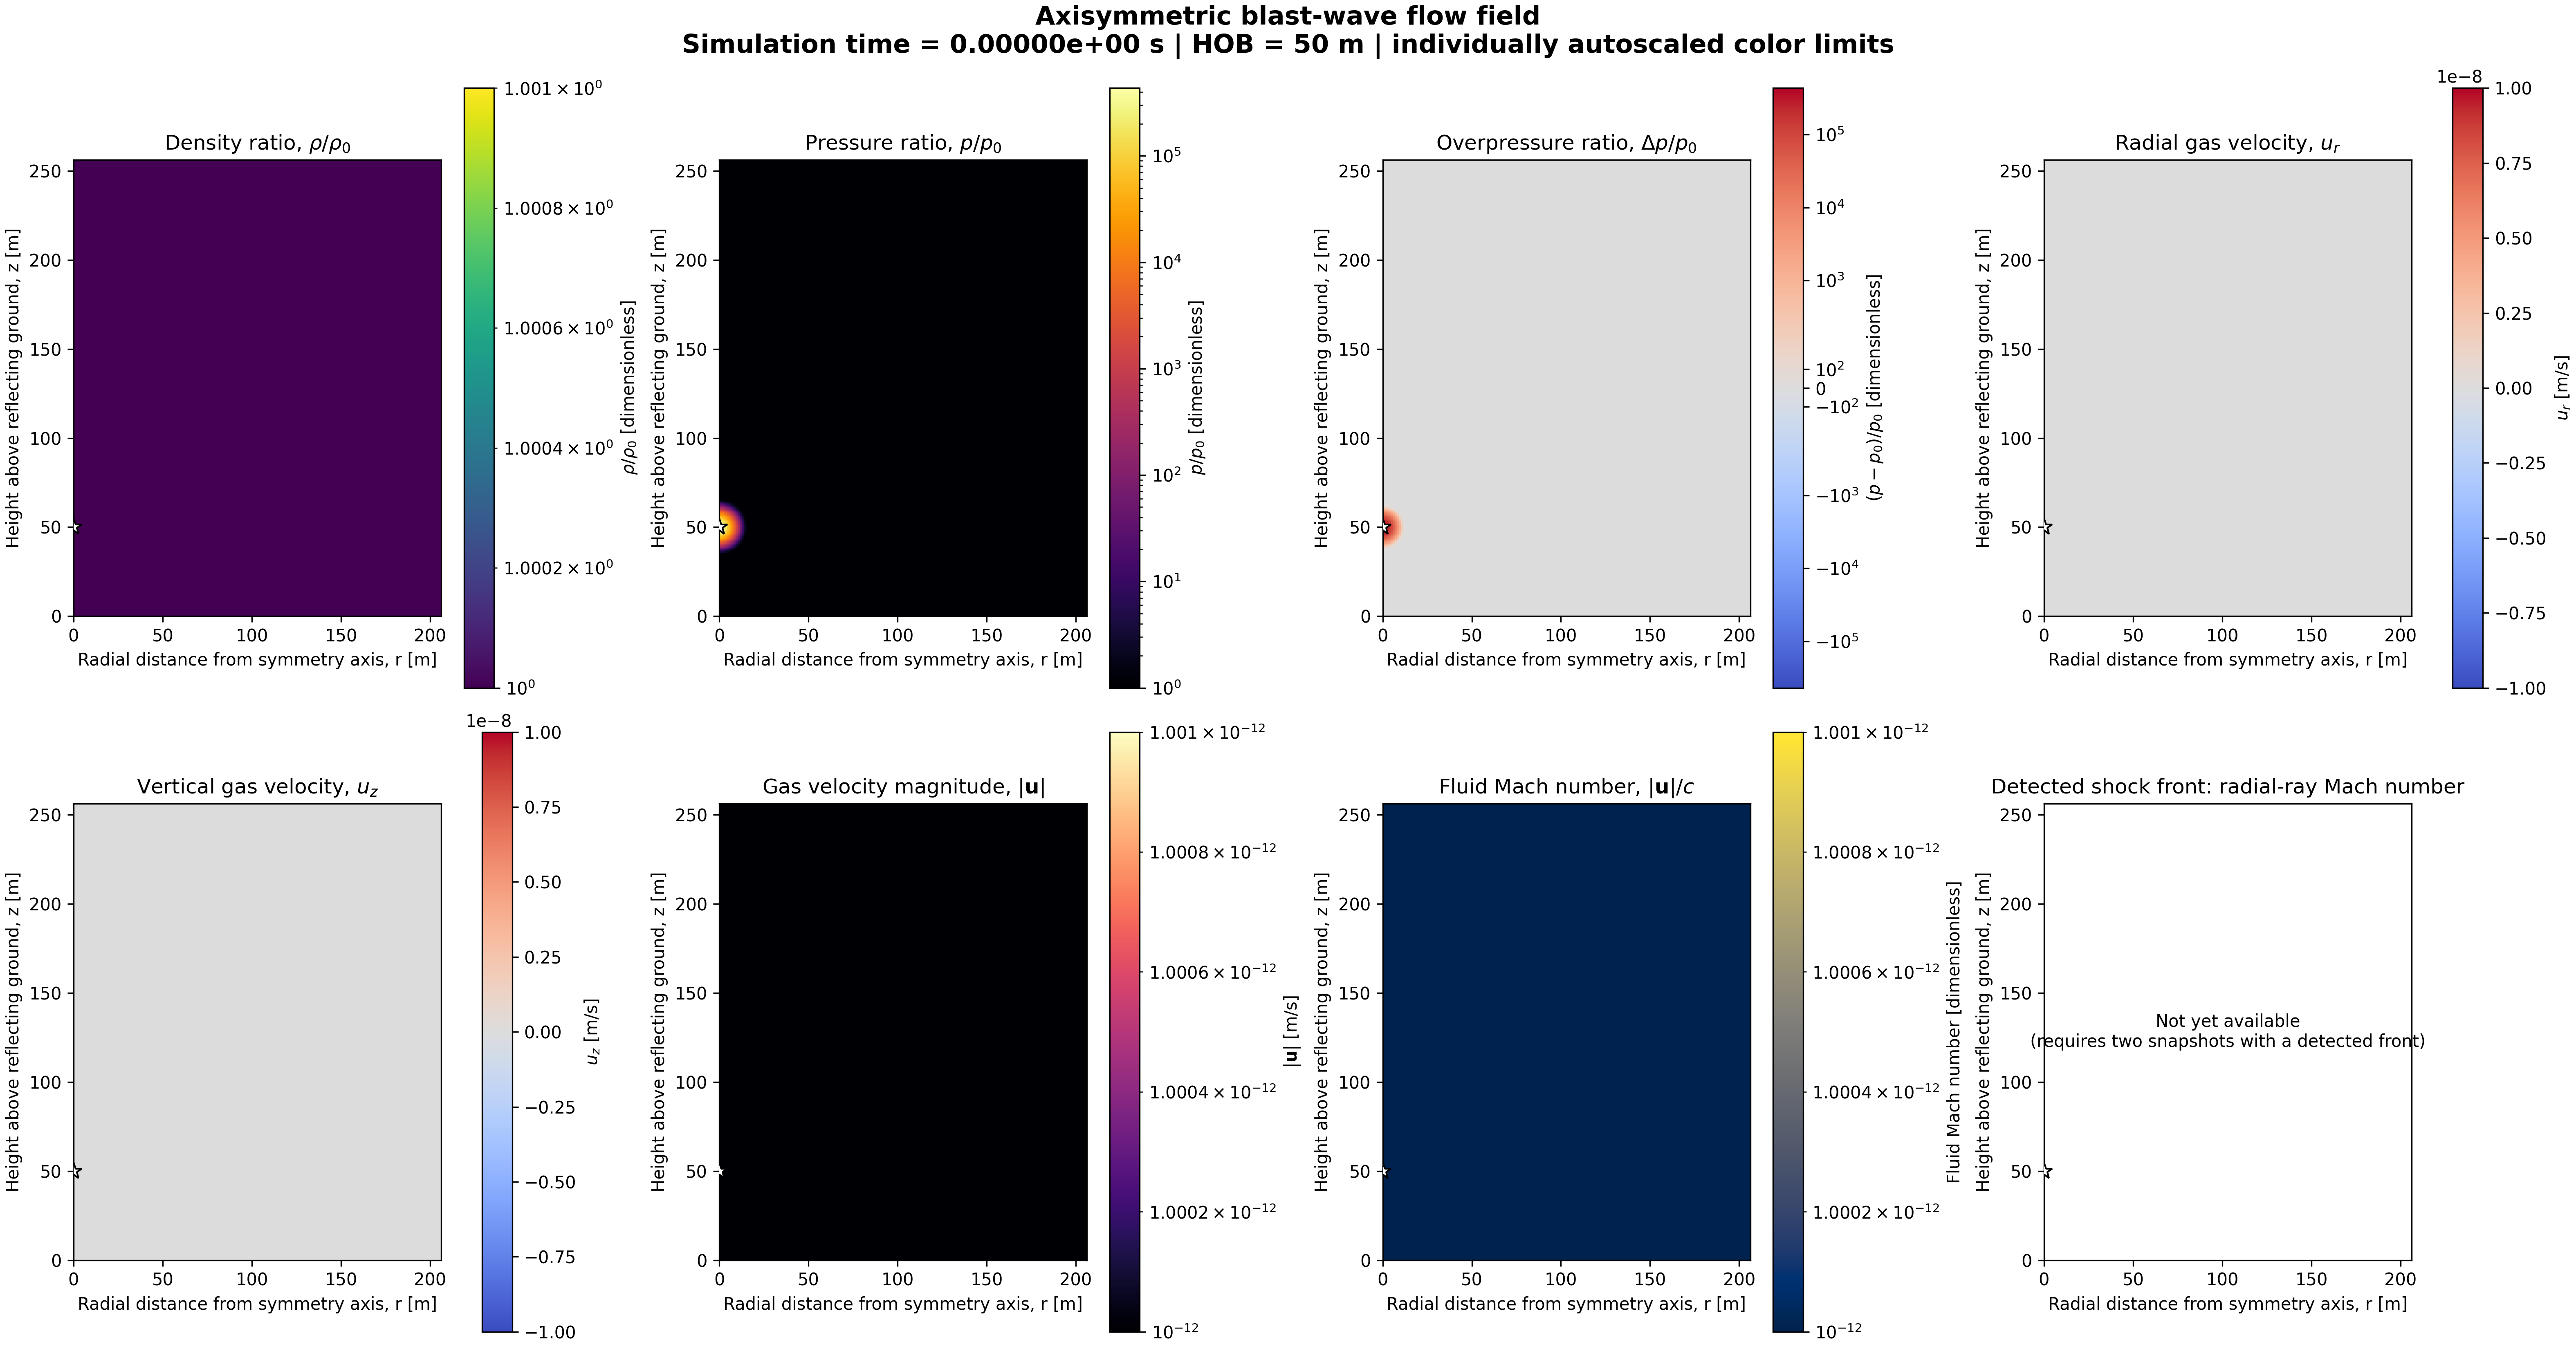 Axisymmetric blast-wave flow field
Simulation time = 0.00000e+00 s | HOB = 50 m | individually autoscaled color limits
Density ratio, ρ/ρ₀
Height above reflecting ground, z [m]
250
200
150
100
50
0
0 50 100 150 200
Radial distance from symmetry axis, r [m]
1.001 × 10⁰
1.0008 × 10⁰
1.0006 × 10⁰
1.0004 × 10⁰
1.0002 × 10⁰
10⁰
ρ/ρ₀ [dimensionless]
Pressure ratio, p/p₀
Height above reflecting ground, z [m]
250
200
150
100
50
0
0 50 100 150 200
Radial distance from symmetry axis, r [m]
10⁵
10⁴
10³
10²
10¹
10⁰
p/p₀ [dimensionless]
Overpressure ratio, Δp/p₀
Height above reflecting ground, z [m]
250
200
150
100
50
0
0 50 100 150 200
Radial distance from symmetry axis, r [m]
10⁵
10⁴
10³
10²
0
−10²
−10³
−10⁴
−10⁵
(p − p₀)/p₀ [dimensionless]
Radial gas velocity, uᵣ
Height above reflecting ground, z [m]
250
200
150
100
50
0
0 50 100 150 200
Radial distance from symmetry axis, r [m]
1e−8
1.00
0.75
0.50
0.25
0.00
−0.25
−0.50
−0.75
−1.00
uᵣ [m/s]
Vertical gas velocity, u_z
Height above reflecting ground, z [m]
250
200
150
100
50
0
0 50 100 150 200
Radial distance from symmetry axis, r [m]
1e−8
1.00
0.75
0.50
0.25
0.00
−0.25
−0.50
−0.75
−1.00
u_z [m/s]
Gas velocity magnitude, |u|
Height above reflecting ground, z [m]
250
200
150
100
50
0
0 50 100 150 200
Radial distance from symmetry axis, r [m]
1.001 × 10⁻¹²
1.0008 × 10⁻¹²
1.0006 × 10⁻¹²
1.0004 × 10⁻¹²
1.0002 × 10⁻¹²
10⁻¹²
|u| [m/s]
Fluid Mach number, |u|/c
Height above reflecting ground, z [m]
250
200
150
100
50
0
0 50 100 150 200
Radial distance from symmetry axis, r [m]
1.001 × 10⁻¹²
1.0008 × 10⁻¹²
1.0006 × 10⁻¹²
1.0004 × 10⁻¹²
1.0002 × 10⁻¹²
10⁻¹²
Fluid Mach number [dimensionless]
Detected shock front: radial-ray Mach number
Height above reflecting ground, z [m]
250
200
150
100
50
0
Not yet available
(requires two snapshots with a detected front)
0 50 100 150 200
Radial distance from symmetry axis, r [m]